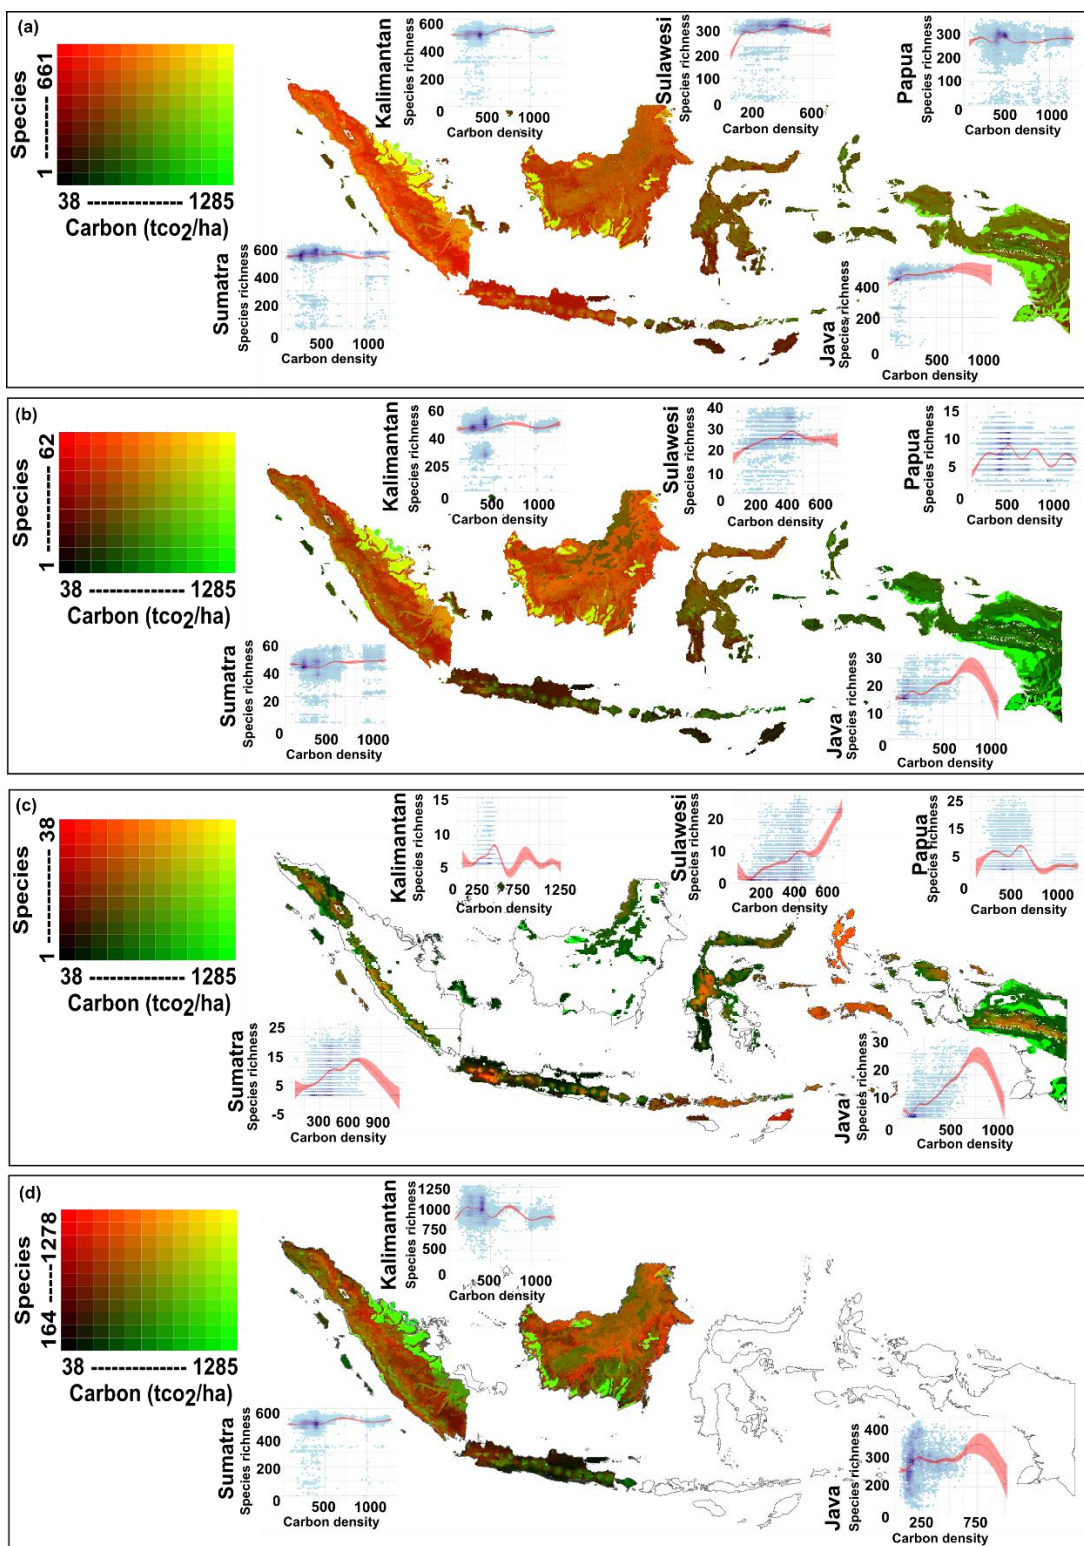 (a)
Species
1 -------- 661
38 ---------------- 1285
Carbon (tco2/ha)
Kalimantan
Species richness
600
400
200
0
500 1000
Carbon density
Sulawesi
Species richness
300
200
100
0
200 600
Carbon density
Papua
Species richness
300
200
100
0
500 1000
Carbon density
Sumatra
Species richness
600
400
200
0
500 1000
Carbon density
Java
Species richness
400
200
0
500 1000
Carbon density
(b)
Species
1 -------- 62
38 ---------------- 1285
Carbon (tco2/ha)
Kalimantan
Species richness
60
40
205
0
500 1000
Carbon density
Sulawesi
Species richness
40
30
20
10
0
200 400 600
Carbon density
Papua
Species richness
15
10
5
0
500 1000
Carbon density
Sumatra
Species richness
60
40
20
0
500 1000
Carbon density
Java
Species richness
30
20
10
0
500 1000
Carbon density
(c)
Species
1 -------- 38
38 ---------------- 1285
Carbon (tco2/ha)
Kalimantan
Species richness
15
10
5
0 250 500 750 1000 1250
Carbon density
Sulawesi
Species richness
20
10
0
200 400 600
Carbon density
Papua
Species richness
25
15
5
0
500 1000
Carbon density
Sumatra
Species richness
25
15
5
-5
300 600 900
Carbon density
Java
Species richness
30
20
10
0
500 1000
Carbon density
(d)
Species
164 ------1278
38 ---------------- 1285
Carbon (tco2/ha)
Kalimantan
Species richness
1250
1000
750
500
0
500 1000
Carbon density
Sumatra
Species richness
600
400
200
0
500 1000
Carbon density
Java
Species richness
400
300
200
0
250 750
Carbon density